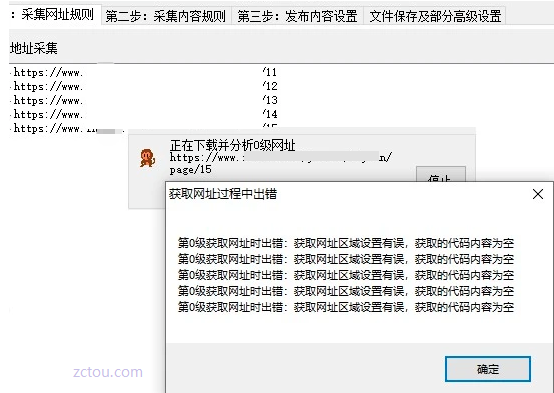 ：采集网址规则 第二步：采集内容规则 第三步：发布内容设置 文件保存及部分高级设置
地址采集
https://www. /11
https://www. /12
https://www. /13
https://www. /14
/15
正在下载并分析0级网址
https://www.
page/15
停止
获取网址过程中出错
第0级获取网址时出错：获取网址区域设置有误，获取的代码内容为空
第0级获取网址时出错：获取网址区域设置有误，获取的代码内容为空
第0级获取网址时出错：获取网址区域设置有误，获取的代码内容为空
第0级获取网址时出错：获取网址区域设置有误，获取的代码内容为空
第0级获取网址时出错：获取网址区域设置有误，获取的代码内容为空
确定
zctou.com